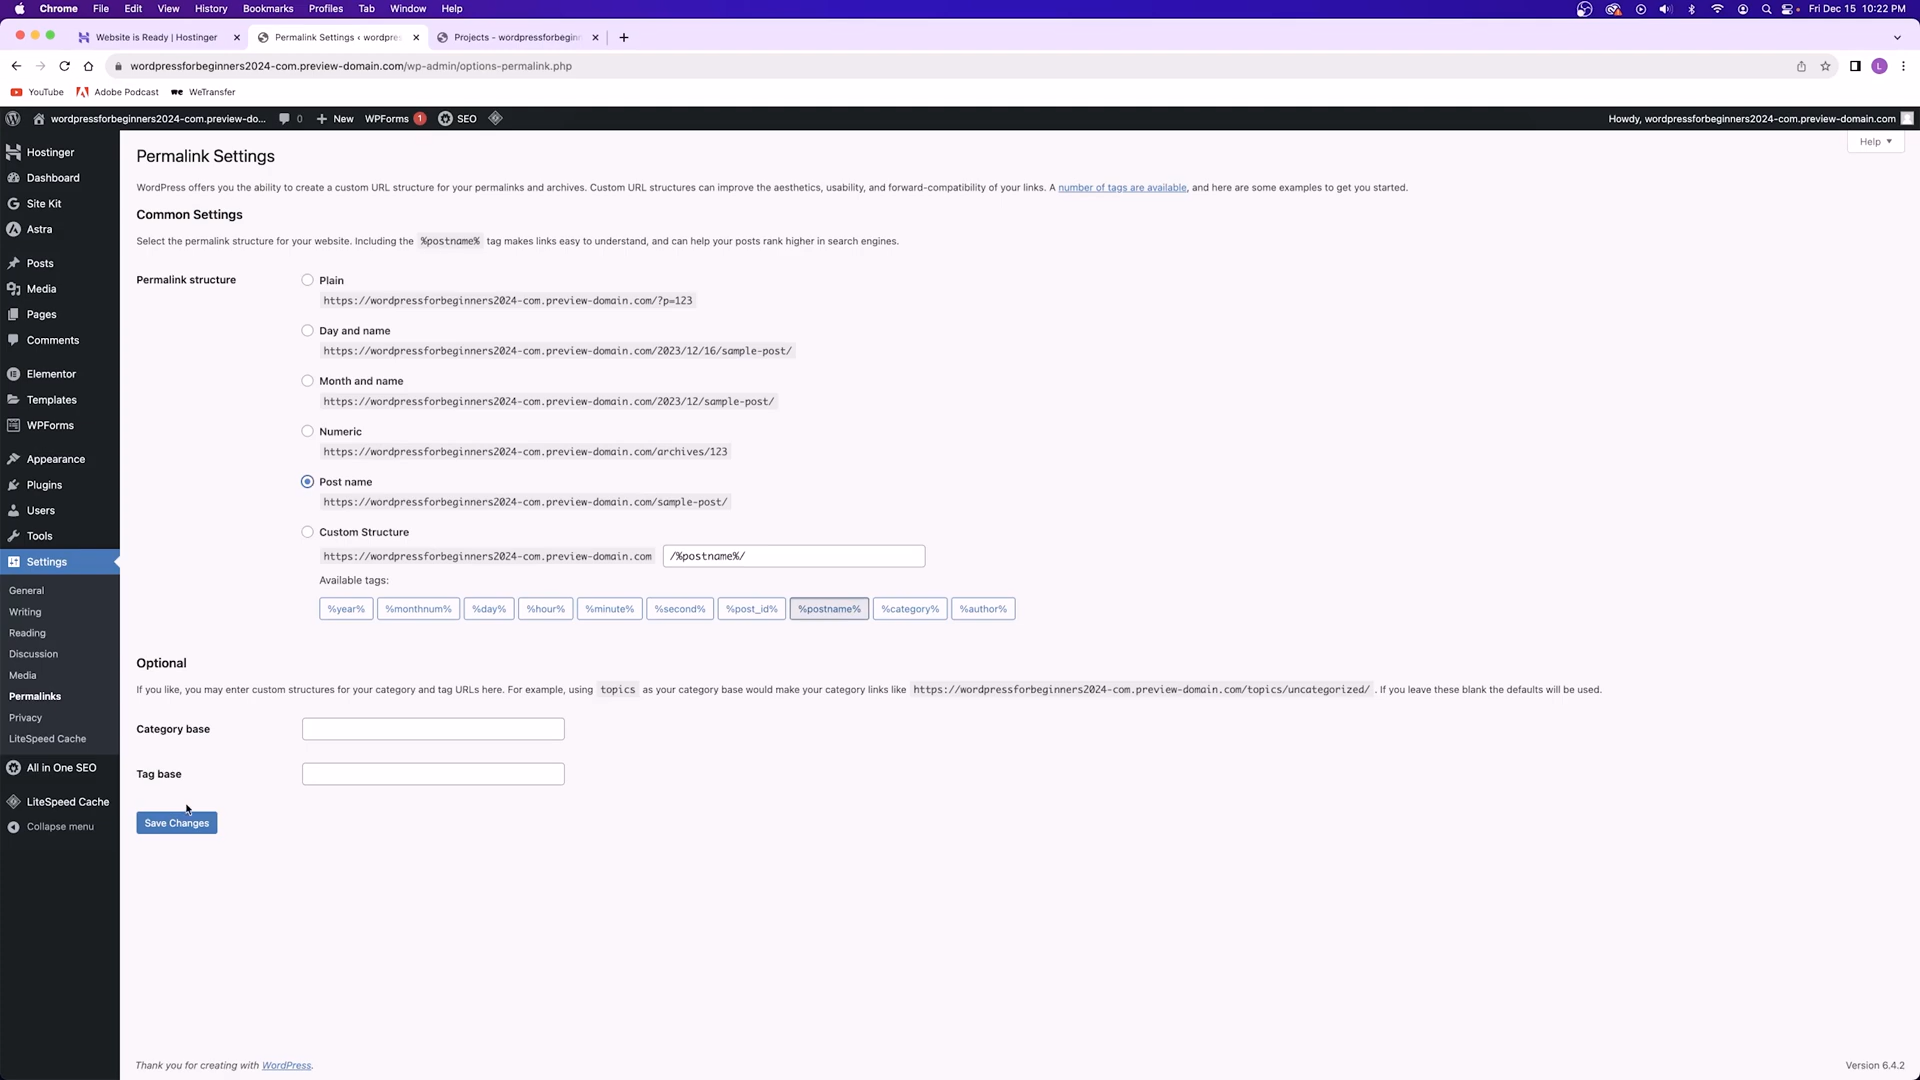 Chrome File Edit View History Bookmarks Profiles Tab Window Help Fri Dec 15 10:22 PM
Website is Ready | Hostinger Permalink Settings ‹ wordpres Projects - wordpressforbeginn
wordpressforbeginners2024-com.preview-domain.com/wp-admin/options-permalink.php L
YouTube Adobe Podcast WeTransfer
wordpressforbeginners2024-com.preview-do... 0 New WPForms 1 SEO Howdy, wordpressforbeginners2024-com.preview-domain.com
Help
Hostinger
Dashboard
Site Kit
Astra
Posts
Media
Pages
Comments
Elementor
Templates
WPForms
Appearance
Plugins
Users
Tools
Settings
General
Writing
Reading
Discussion
Media
Permalinks
Privacy
LiteSpeed Cache
All in One SEO
LiteSpeed Cache
Collapse menu
Permalink Settings
WordPress offers you the ability to create a custom URL structure for your permalinks and archives. Custom URL structures can improve the aesthetics, usability, and forward-compatibility of your links. A number of tags are available, and here are some examples to get you started.
Common Settings
Select the permalink structure for your website. Including the %postname% tag makes links easy to understand, and can help your posts rank higher in search engines.
Permalink structure
Plain
https://wordpressforbeginners2024-com.preview-domain.com/?p=123
Day and name
https://wordpressforbeginners2024-com.preview-domain.com/2023/12/16/sample-post/
Month and name
https://wordpressforbeginners2024-com.preview-domain.com/2023/12/sample-post/
Numeric
https://wordpressforbeginners2024-com.preview-domain.com/archives/123
Post name
https://wordpressforbeginners2024-com.preview-domain.com/sample-post/
Custom Structure
https://wordpressforbeginners2024-com.preview-domain.com /%postname%/
Available tags:
%year% %monthnum% %day% %hour% %minute% %second% %post_id% %postname% %category% %author%
Optional
If you like, you may enter custom structures for your category and tag URLs here. For example, using topics as your category base would make your category links like https://wordpressforbeginners2024-com.preview-domain.com/topics/uncategorized/ . If you leave these blank the defaults will be used.
Category base
Tag base
Save Changes
Thank you for creating with WordPress.
Version 6.4.2